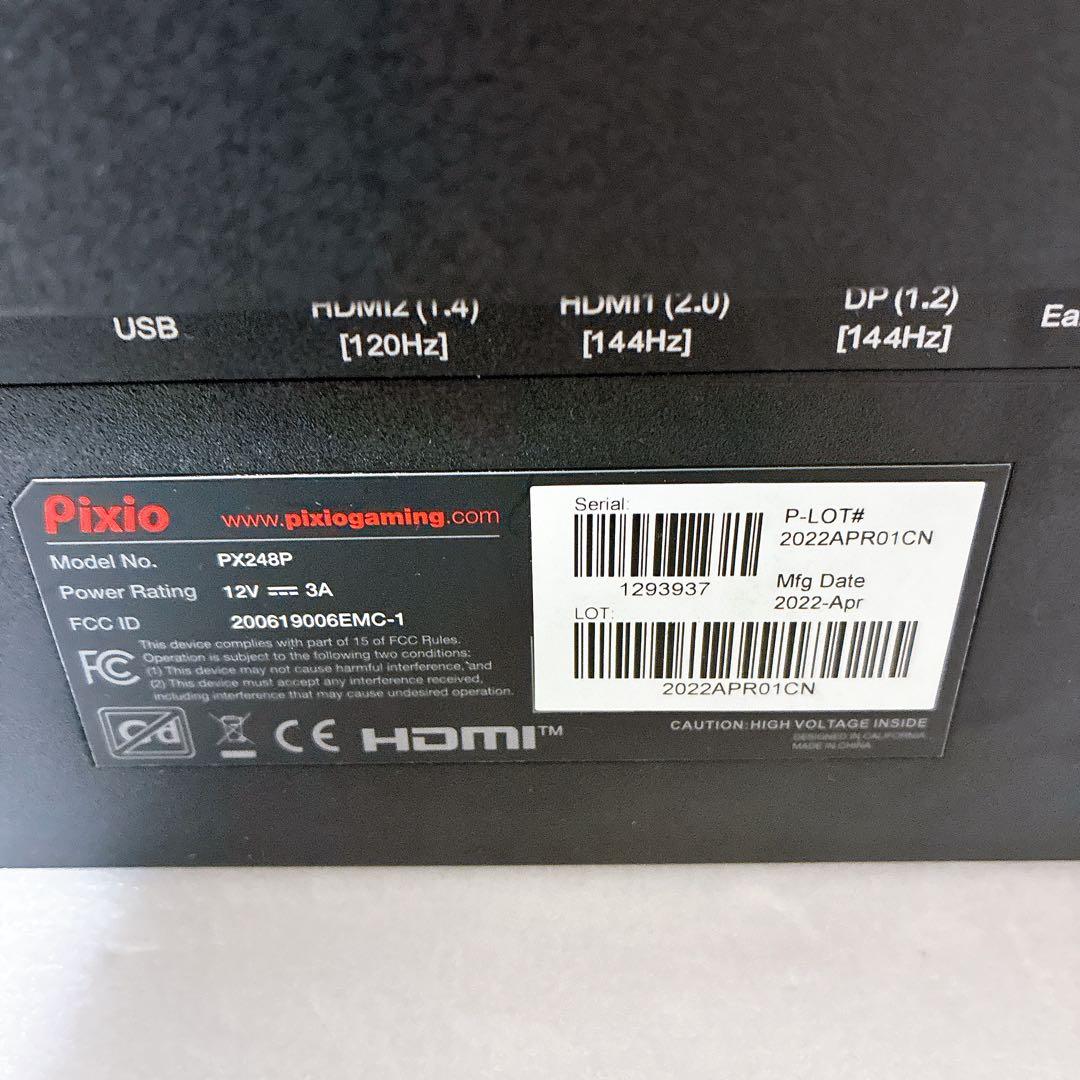 USB
HDMI2 (1.4)
[120Hz]
HDMI1 (2.0)
[144Hz]
DP (1.2)
[144Hz]
Ea
Pixio
www.pixiogaming.com
Model No. PX248P
Power Rating 12V ⎓ 3A
FCC ID 200619006EMC-1
FC
This device complies with part of 15 of FCC Rules.
Operation is subject to the following two conditions:
(1) This device may not cause harmful interference, and
(2) This device must accept any interference received,
including interference that may cause undesired operation.
CE HDMI™
Serial:
1293937
P-LOT#
2022APR01CN
Mfg Date
2022-Apr
LOT:
2022APR01CN
CAUTION:HIGH VOLTAGE INSIDE
DESIGNED IN CALIFORNIA.
MADE IN CHINA